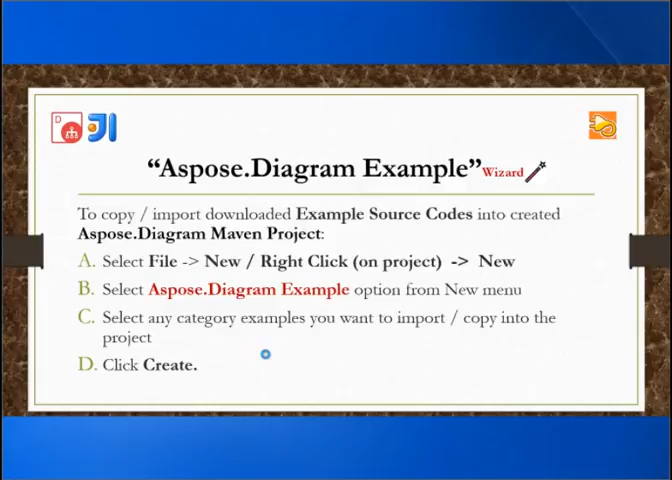 D
“Aspose.Diagram Example” Wizard
To copy / import downloaded Example Source Codes into created
Aspose.Diagram Maven Project:
A. Select File -> New / Right Click (on project) -> New
B. Select Aspose.Diagram Example option from New menu
C. Select any category examples you want to import / copy into the
project
D. Click Create.